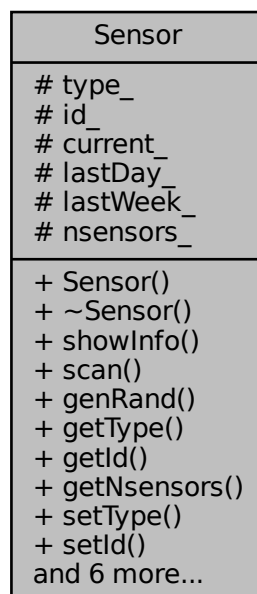 Sensor
# type_
# id_
# current_
# lastDay_
# lastWeek_
# nsensors_
+ Sensor()
+ ~Sensor()
+ showInfo()
+ scan()
+ genRand()
+ getType()
+ getId()
+ getNsensors()
+ setType()
+ setId()
and 6 more...